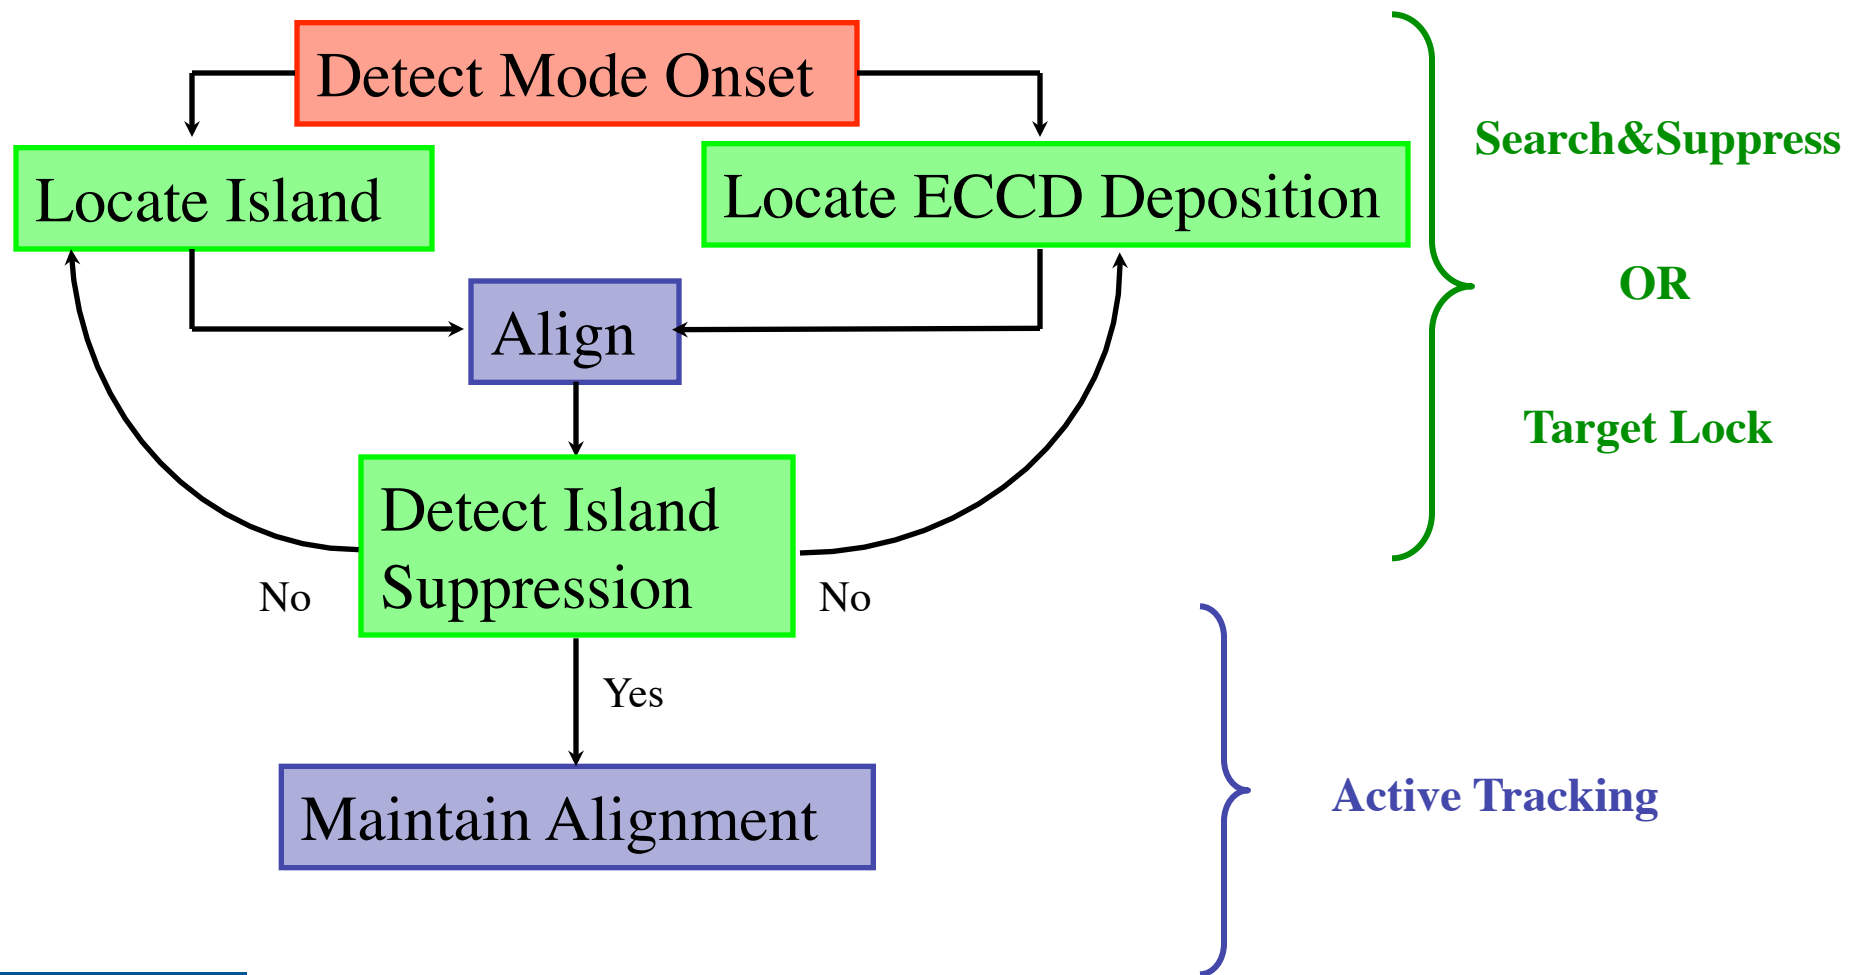 Detect Mode Onset
Search&Suppress
Locate Island
Locate ECCD Deposition
OR
Align
Target Lock
Detect Island
Suppression
No
No
Yes
Active Tracking
Maintain Alignment